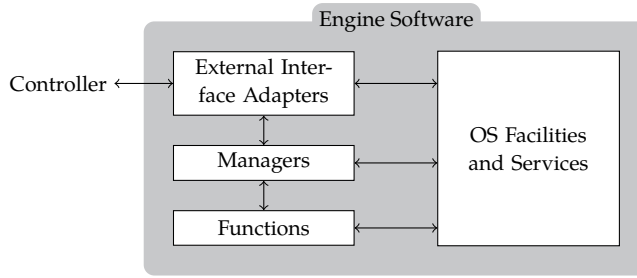 Engine Software
Controller
External Inter-
face Adapters
Managers
Functions
OS Facilities
and Services